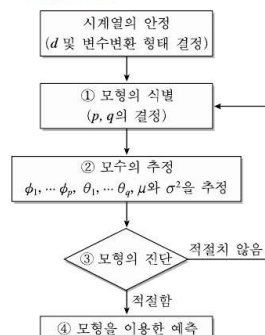 시계열의 안정
(d 및 변수변환 형태 결정)
① 모형의 식별
(p, q의 결정)
② 모수의 추정
ϕ₁, … ϕₚ, θ₁, … θ_q, μ와 σ²을 추정
③ 모형의 진단
적절치 않음
적절함
④ 모형을 이용한 예측